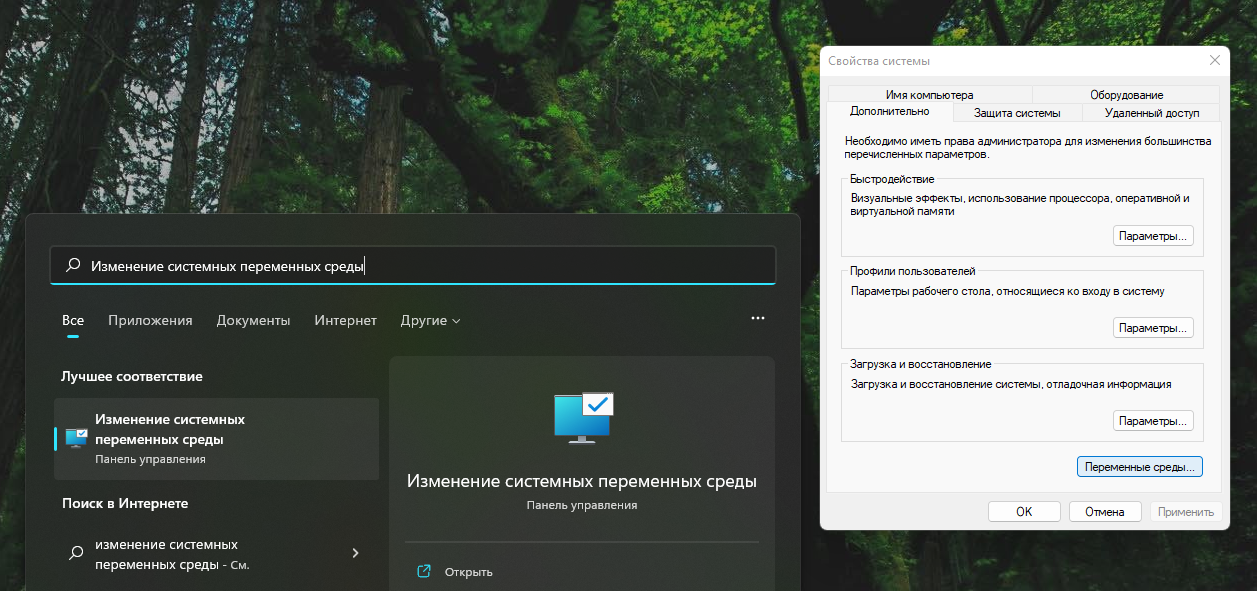 Изменение системных переменных среды
Все Приложения Документы Интернет Другие
Лучшее соответствие
Изменение системных
переменных среды
Панель управления
Поиск в Интернете
изменение системных
переменных среды - См.
Изменение системных переменных среды
Панель управления
Открыть
Свойства системы
Имя компьютера Оборудование
Дополнительно Защита системы Удаленный доступ
Необходимо иметь права администратора для изменения большинства
перечисленных параметров.
Быстродействие
Визуальные эффекты, использование процессора, оперативной и
виртуальной памяти
Параметры...
Профили пользователей
Параметры рабочего стола, относящиеся ко входу в систему
Параметры...
Загрузка и восстановление
Загрузка и восстановление системы, отладочная информация
Параметры...
Переменные среды...
ОК Отмена Применить